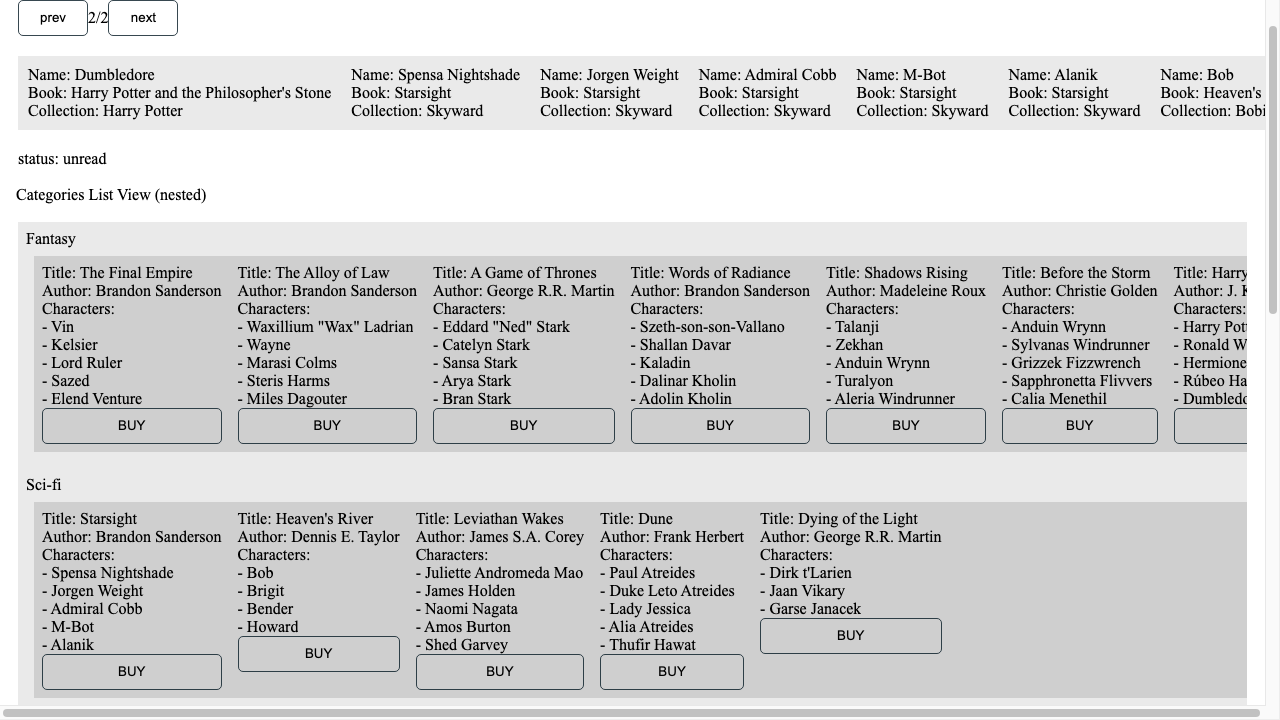 prev 2/2 next
Name: Dumbledore
Book: Harry Potter and the Philosopher's Stone
Collection: Harry Potter
Name: Spensa Nightshade
Book: Starsight
Collection: Skyward
Name: Jorgen Weight
Book: Starsight
Collection: Skyward
Name: Admiral Cobb
Book: Starsight
Collection: Skyward
Name: M-Bot
Book: Starsight
Collection: Skyward
Name: Alanik
Book: Starsight
Collection: Skyward
Name: Bob
Book: Heaven's
Collection: Bobi
status: unread
Categories List View (nested)
Fantasy
Title: The Final Empire
Author: Brandon Sanderson
Characters:
- Vin
- Kelsier
- Lord Ruler
- Sazed
- Elend Venture
BUY
Title: The Alloy of Law
Author: Brandon Sanderson
Characters:
- Waxillium "Wax" Ladrian
- Wayne
- Marasi Colms
- Steris Harms
- Miles Dagouter
BUY
Title: A Game of Thrones
Author: George R.R. Martin
Characters:
- Eddard "Ned" Stark
- Catelyn Stark
- Sansa Stark
- Arya Stark
- Bran Stark
BUY
Title: Words of Radiance
Author: Brandon Sanderson
Characters:
- Szeth-son-son-Vallano
- Shallan Davar
- Kaladin
- Dalinar Kholin
- Adolin Kholin
BUY
Title: Shadows Rising
Author: Madeleine Roux
Characters:
- Talanji
- Zekhan
- Anduin Wrynn
- Turalyon
- Aleria Windrunner
BUY
Title: Before the Storm
Author: Christie Golden
Characters:
- Anduin Wrynn
- Sylvanas Windrunner
- Grizzek Fizzwrench
- Sapphronetta Flivvers
- Calia Menethil
BUY
Title: Harry
Author: J.
Characters:
- Harry
- Ronald
- Hermione
- Rúbeo
- Dumbledo
Sci-fi
Title: Starsight
Author: Brandon Sanderson
Characters:
- Spensa Nightshade
- Jorgen Weight
- Admiral Cobb
- M-Bot
- Alanik
BUY
Title: Heaven's River
Author: Dennis E. Taylor
Characters:
- Bob
- Brigit
- Bender
- Howard
BUY
Title: Leviathan Wakes
Author: James S.A. Corey
Characters:
- Juliette Andromeda Mao
- James Holden
- Naomi Nagata
- Amos Burton
- Shed Garvey
BUY
Title: Dune
Author: Frank Herbert
Characters:
- Paul Atreides
- Duke Leto Atreides
- Lady Jessica
- Alia Atreides
- Thufir Hawat
BUY
Title: Dying of the Light
Author: George R.R. Martin
Characters:
- Dirk t'Larien
- Jaan Vikary
- Garse Janacek
BUY